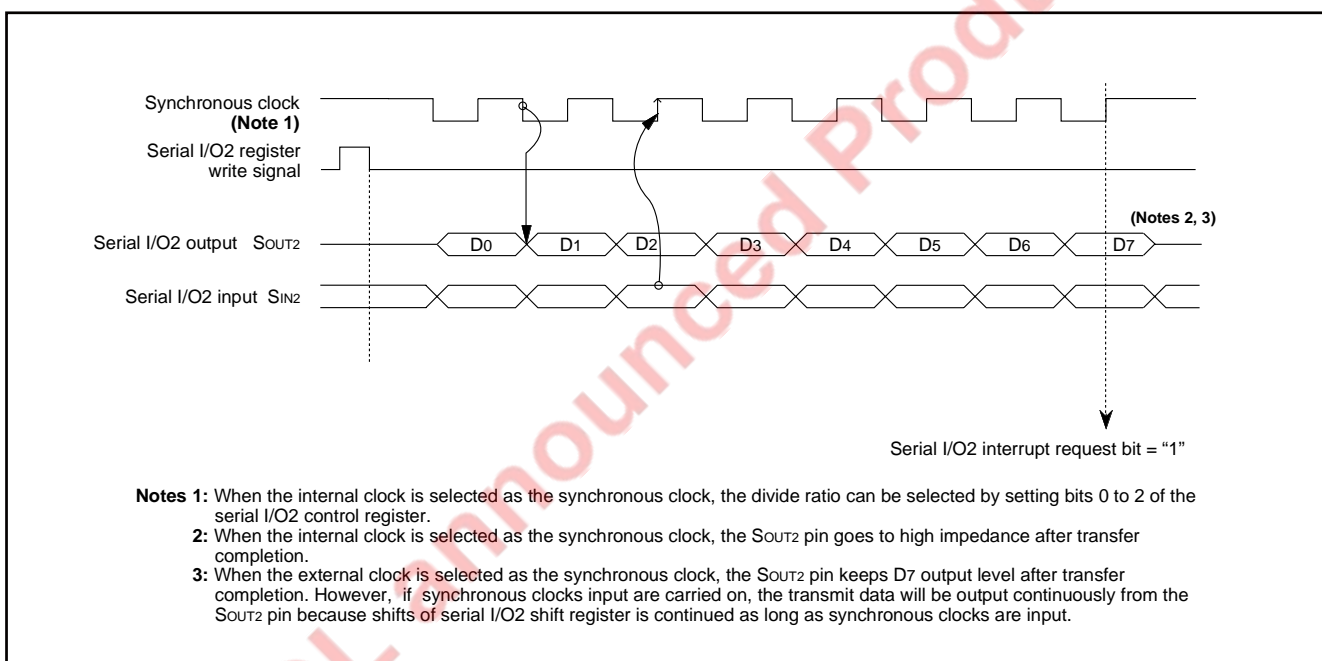 Synchronous clock
(Note 1)
Serial I/O2 register
write signal
(Notes 2, 3)
Serial I/O2 output SOUT2
D0 D1 D2 D3 D4 D5 D6 D7
Serial I/O2 input SIN2
Serial I/O2 interrupt request bit = “1”
Notes 1: When the internal clock is selected as the synchronous clock, the divide ratio can be selected by setting bits 0 to 2 of the
serial I/O2 control register.
2: When the internal clock is selected as the synchronous clock, the SOUT2 pin goes to high impedance after transfer
completion.
3: When the external clock is selected as the synchronous clock, the SOUT2 pin keeps D7 output level after transfer
completion. However, if synchronous clocks input are carried on, the transmit data will be output continuously from the
SOUT2 pin because shifts of serial I/O2 shift register is continued as long as synchronous clocks are input.
announced